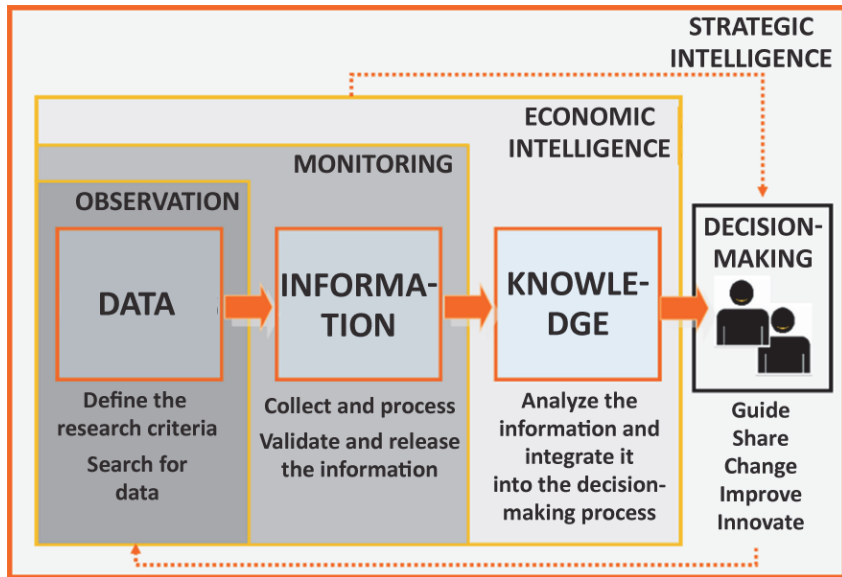 STRATEGIC
INTELLIGENCE
ECONOMIC
INTELLIGENCE
MONITORING
OBSERVATION
DATA
INFORMA-
TION
KNOWLE-
DGE
DECISION-
MAKING
Define the
research criteria
Search for
data
Collect and process
Validate and release
the information
Analyze the
information and
integrate it
into the decision-
making process
Guide
Share
Change
Improve
Innovate